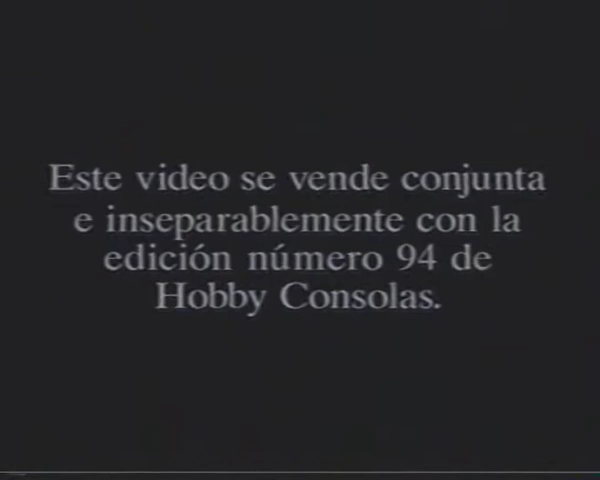 Este video se vende conjunta
e inseparablemente con la
edición número 94 de
Hobby Consolas.